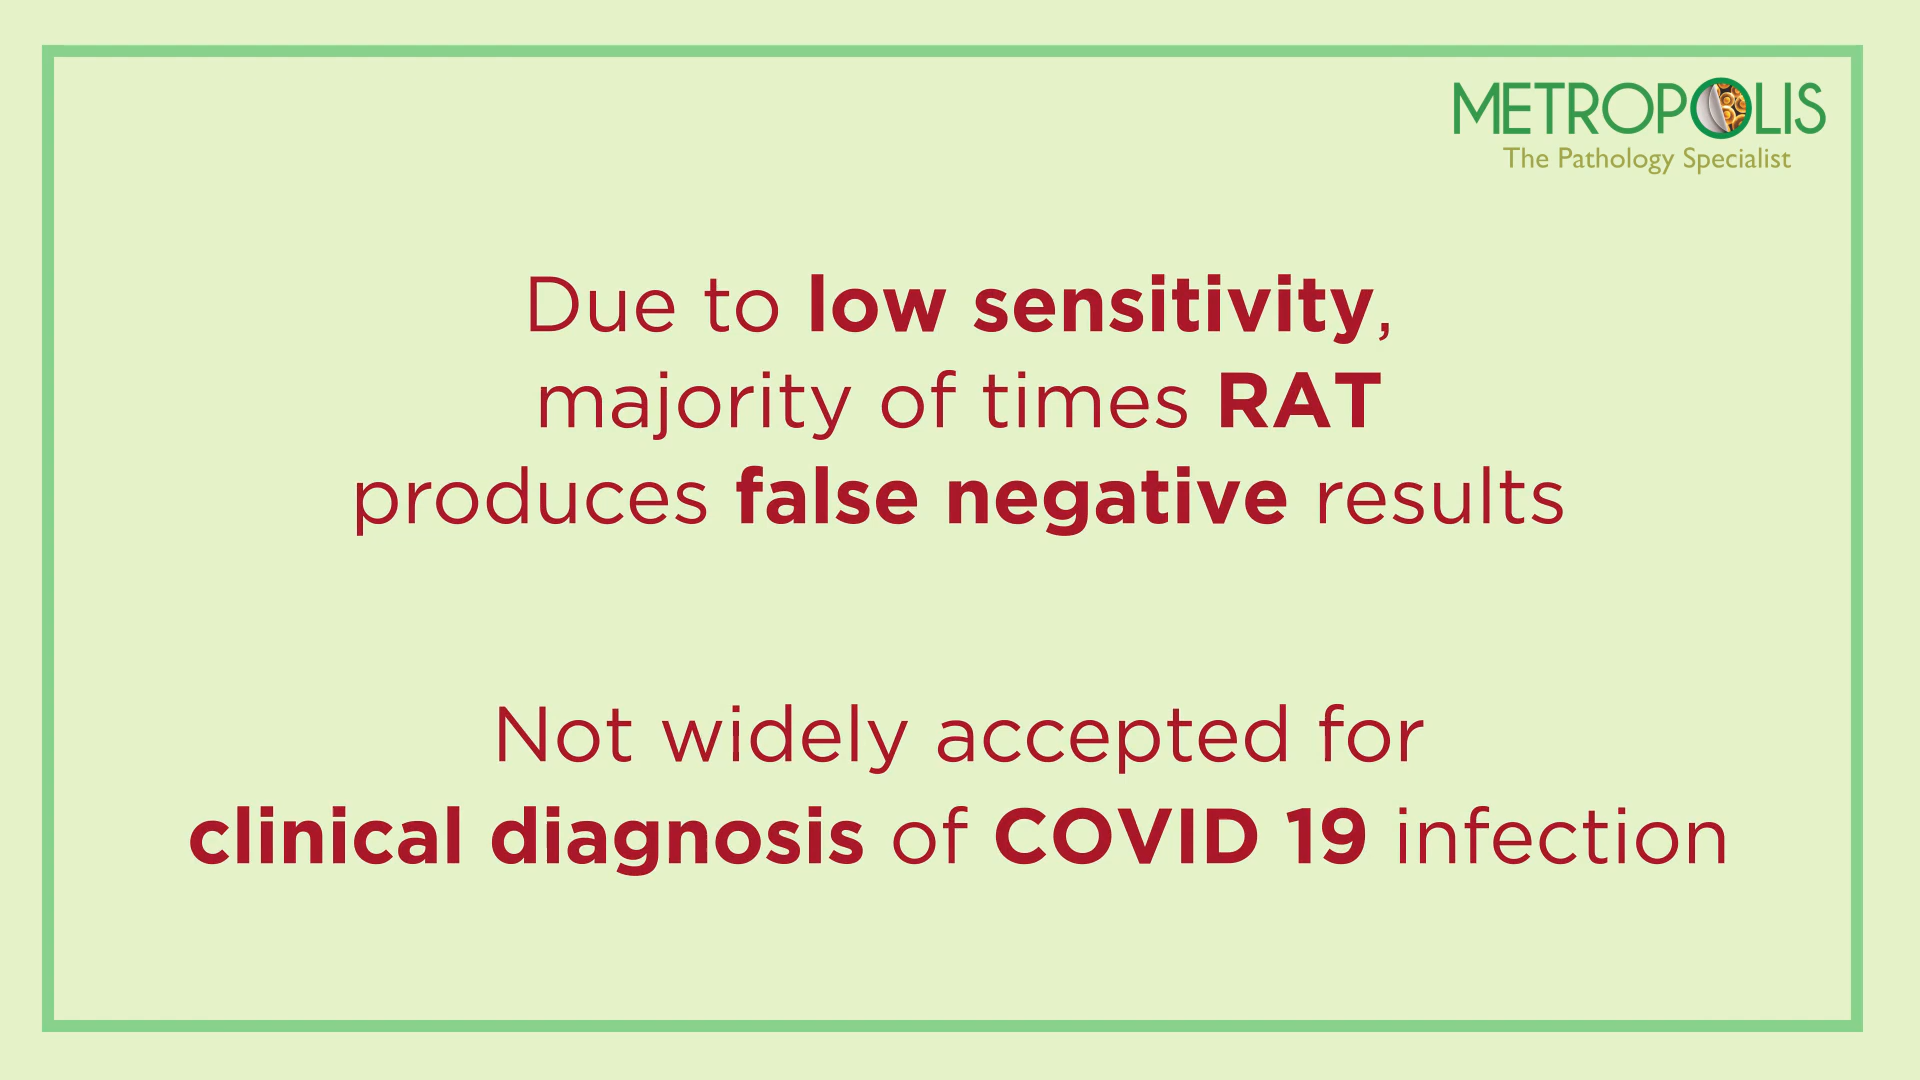 METROPOLIS
The Pathology Specialist
Due to low sensitivity,
majority of times RAT
produces false negative results
Not widely accepted for
clinical diagnosis of COVID 19 infection